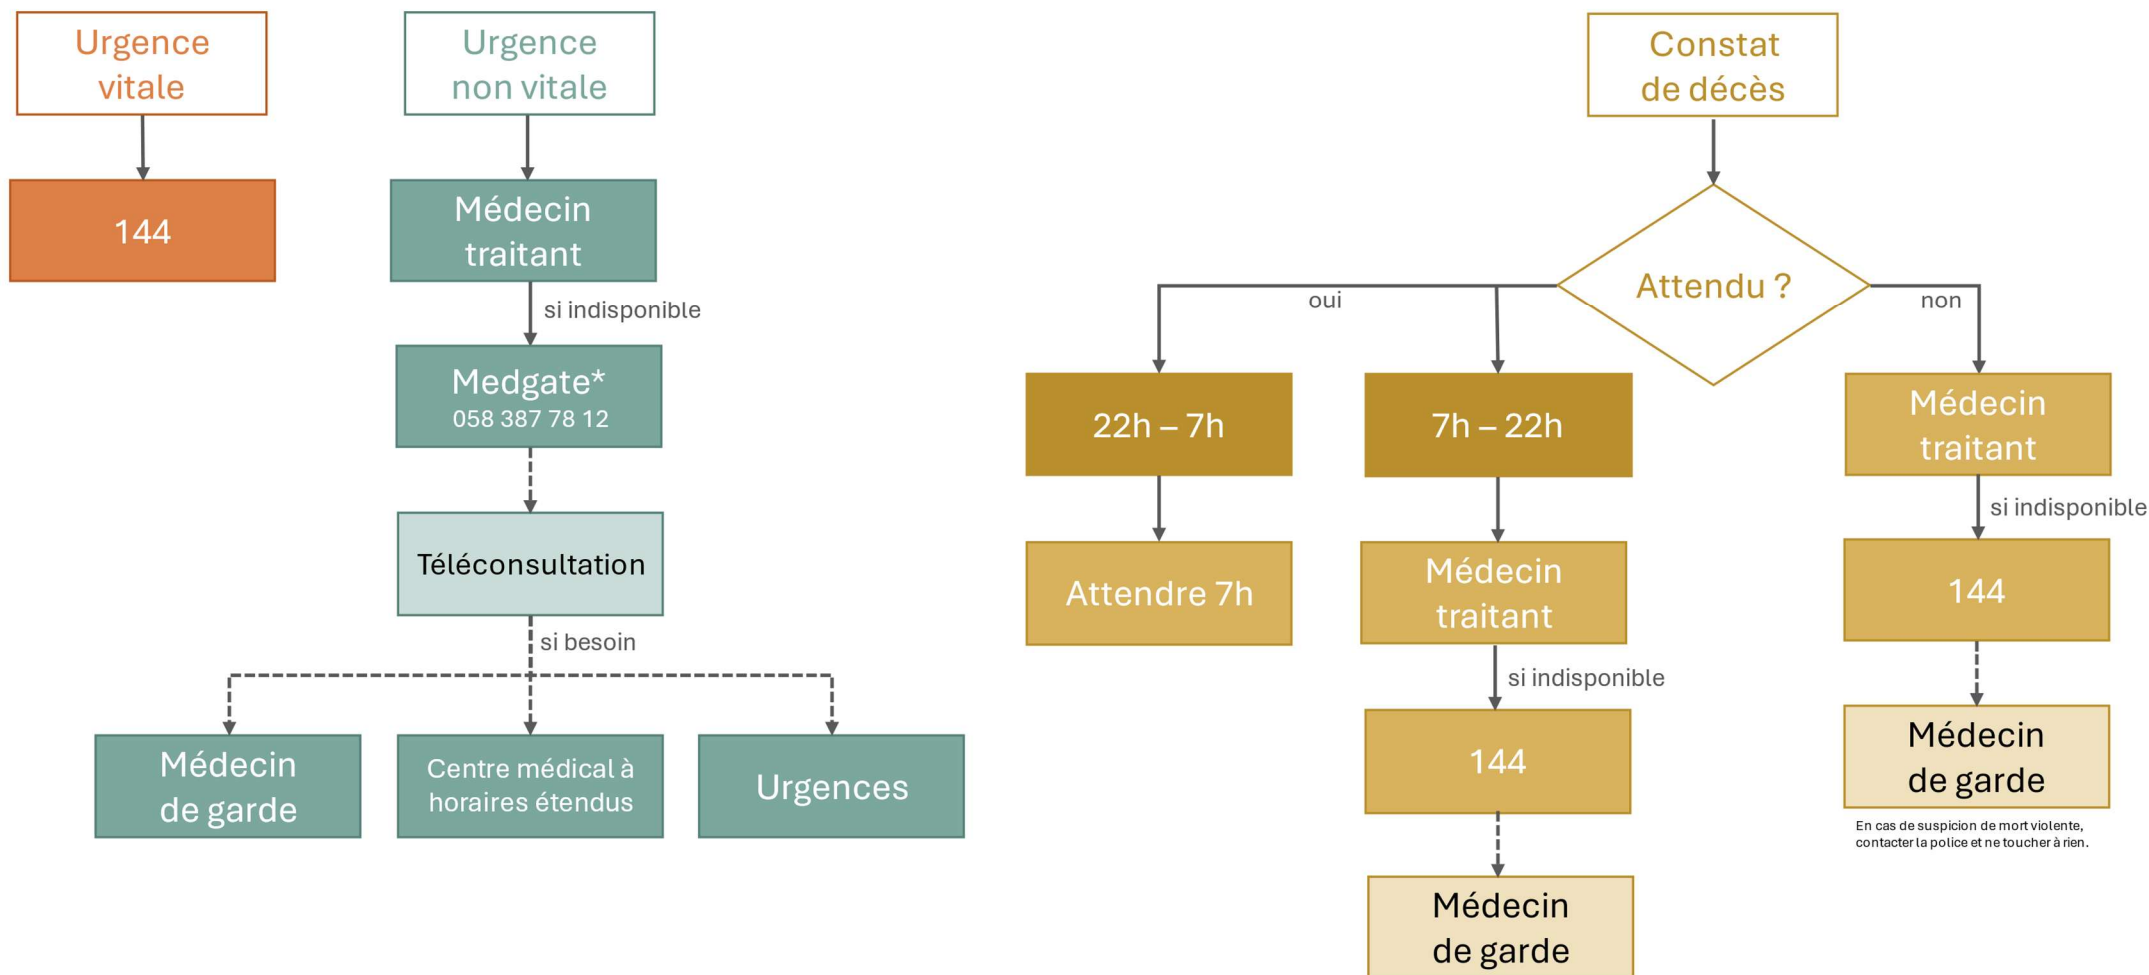 Urgence
vitale
144
Urgence
non vitale
Médecin
traitant
si indisponible
Medgate*
058 387 78 12
Téléconsultation
si besoin
Médecin
de garde
Centre médical à
horaires étendus
Urgences
Constat
de décès
Attendu ?
oui
non
22h – 7h
Attendre 7h
7h – 22h
Médecin
traitant
si indisponible
144
Médecin
de garde
Médecin
traitant
si indisponible
144
Médecin
de garde
En cas de suspicion de mort violente,
contacter la police et ne toucher à rien.